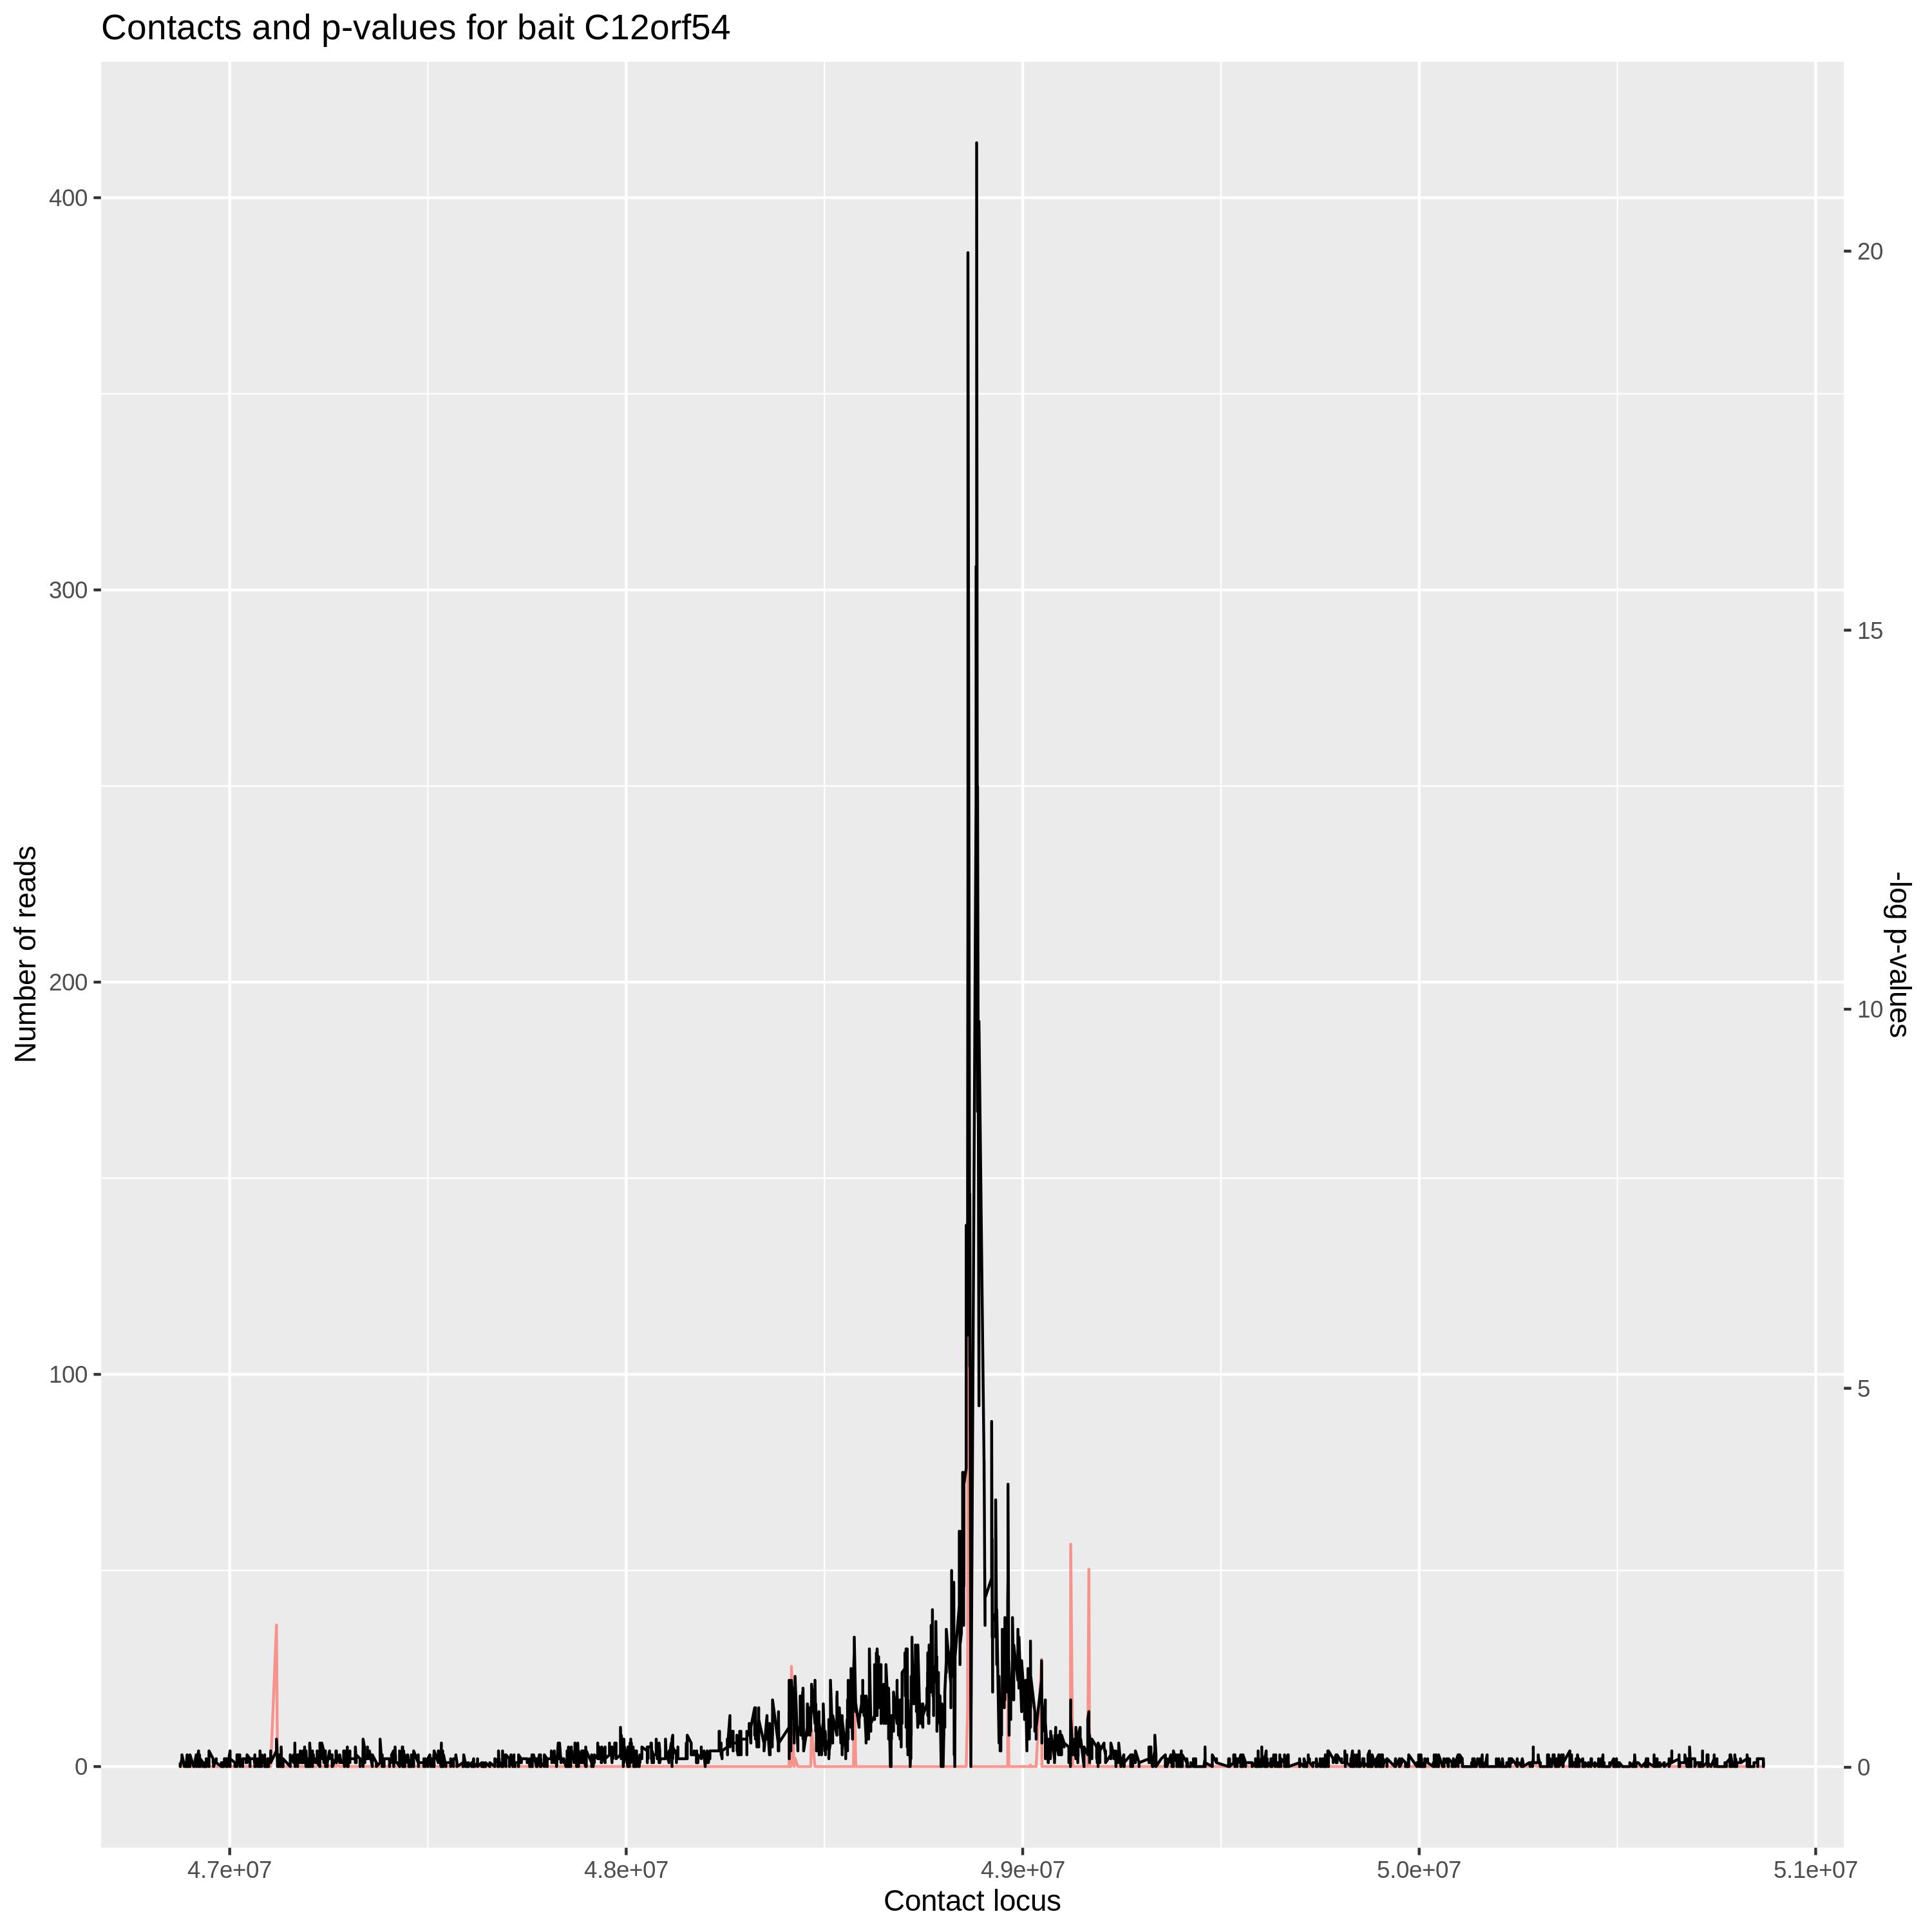 Contacts and p-values for bait C12orf54
400
300
200
100
0
Number of reads
20
15
10
5
0
-log p-values
4.7e+07
4.8e+07
4.9e+07
5.0e+07
5.1e+07
Contact locus